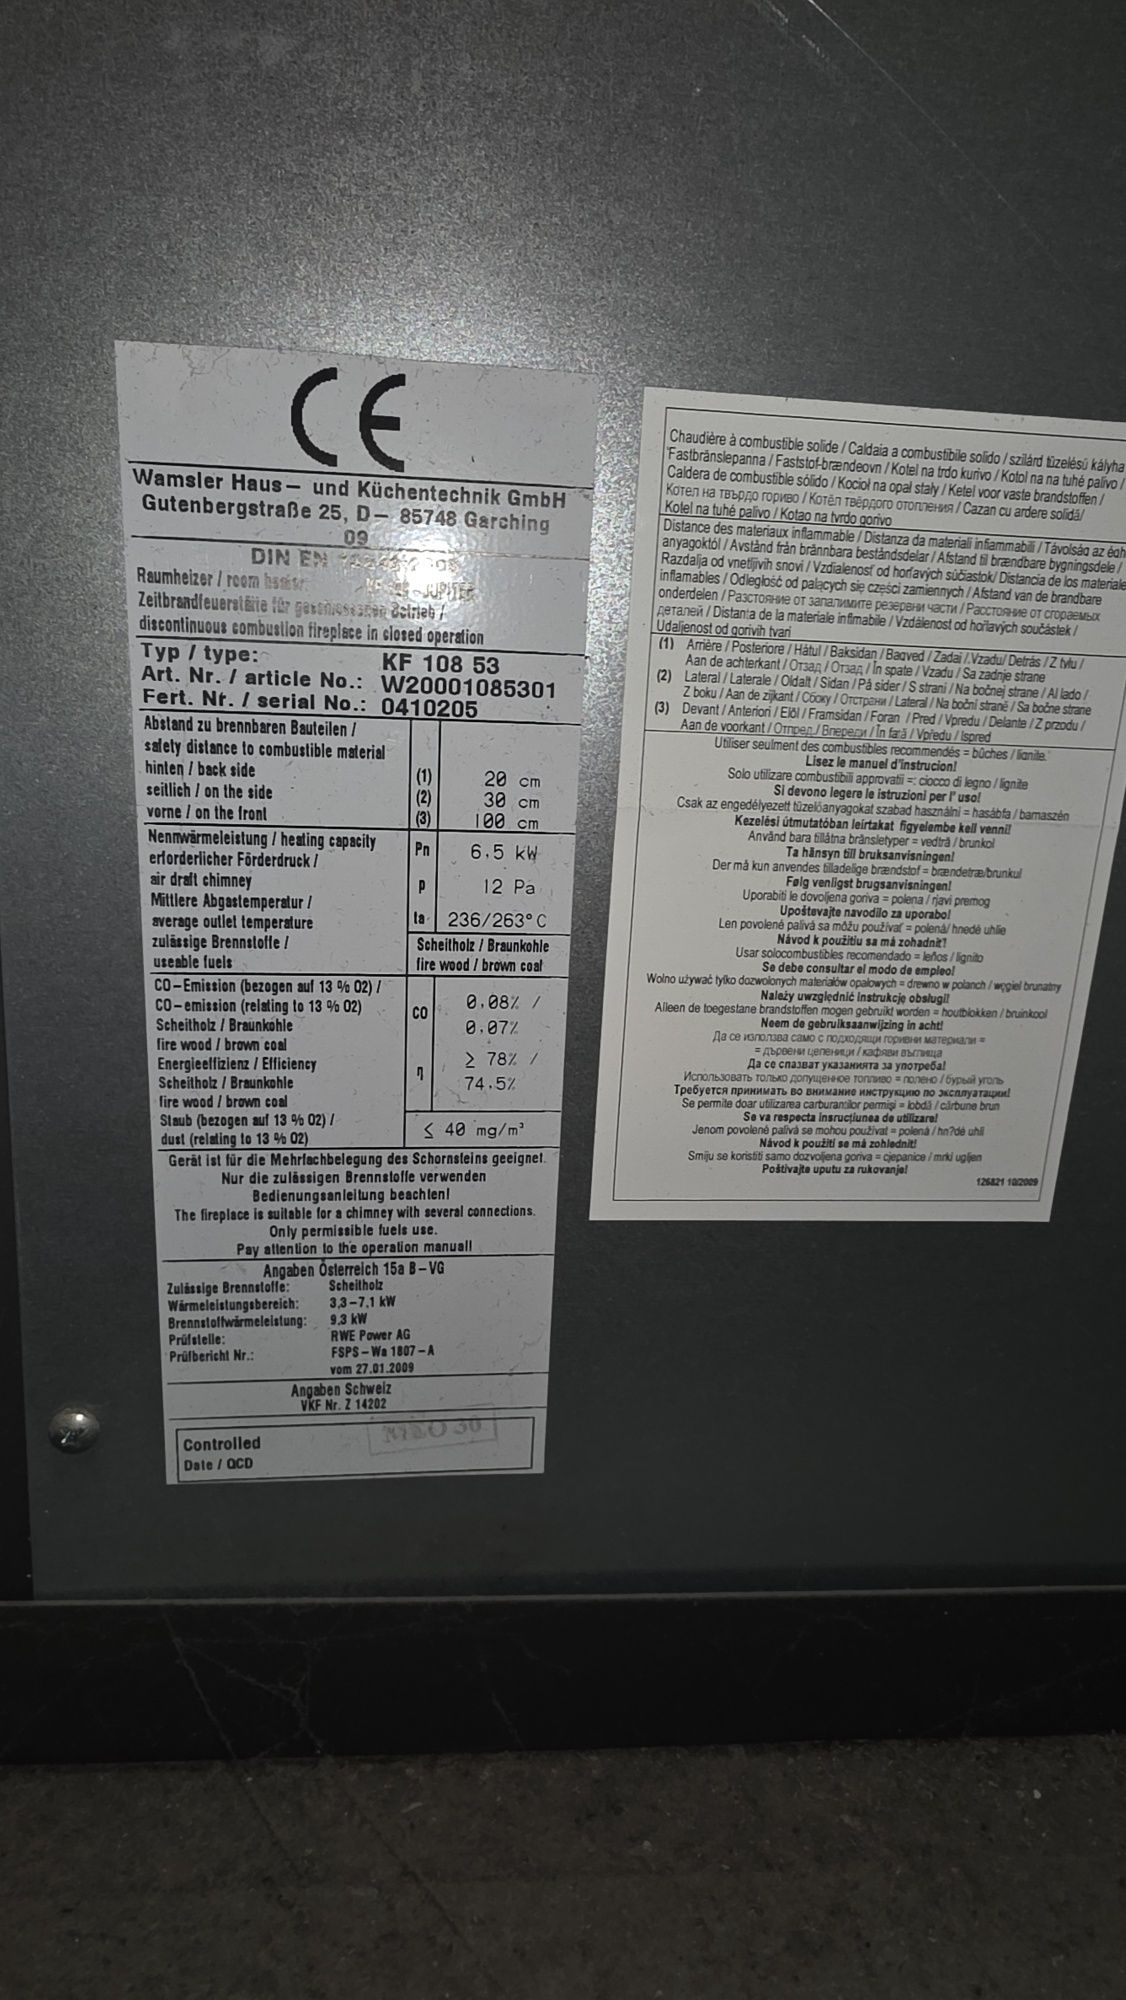 CE
Wamsler Haus- und Küchentechnik GmbH
Gutenbergstraße 25, D- 85748 Garching
09
DIN EN
Raumheizer / room heater
JUPITER
Zeitbrandfeuerstätte für geschlossenen Betrieb /
discontinuous combustion fireplace in closed operation
Typ / type: KF 108 53
Art. Nr. / article No.: W20001085301
Fert. Nr. / serial No.: 0410205
Abstand zu brennbaren Bauteilen /
safety distance to combustible material
hinten / back side (1) 20 cm
seitlich / on the side (2) 30 cm
vorne / on the front (3) 100 cm
Nennwärmeleistung / heating capacity Pn 6.5 kW
erforderlicher Förderdruck /
air draft chimney p 12 Pa
Mittlere Abgastemperatur /
average outlet temperature ta 236/263°C
zulässige Brennstoffe / Scheitholz / Braunkohle
useable fuels fire wood / brown coal
CO-Emission (bezogen auf 13 % O2) /
CO-emission (relating to 13 % O2) CO 0.08% /
Scheitholz / Braunkohle 0.07%
fire wood / brown coal
Energieeffizienz / Efficiency η ≥ 78% /
Scheitholz / Braunkohle 74.5%
fire wood / brown coal
Staub (bezogen auf 13 % O2) / ≤ 40 mg/m³
dust (relating to 13 % O2)
Gerät ist für die Mehrfachbelegung des Schornsteins geeignet.
Nur die zulässigen Brennstoffe verwenden
Bedienungsanleitung beachten!
The fireplace is suitable for a chimney with several connections.
Only permissible fuels use.
Pay attention to the operation manual!
Angaben Österreich 15a B-VG
Zulässige Brennstoffe: Scheitholz
Wärmeleistungsbereich: 3,3-7,1 kW
Brennstoffwärmeleistung: 9,3 kW
Prüfstelle: RWE Power AG
Prüfbericht Nr.: FSPS-Wa 1807-A
vom 27.01.2009
Angaben Schweiz
VKF Nr. Z 14202
Controlled
Date / QCD
Chaudière à combustible solide / Caldaia a combustibile solido / szilárd tüzelésű kályha
Fastbränslepanna / Faststof-brændeovn / Kotel na trdo kurivo / Kotol na na tuhé palivo /
Caldera de combustible sólido / Kocioł na opał stały / Ketel voor vaste brandstoffen /
Котел на твърдо гориво / Котёл твёрдого отопления / Cazan cu ardere solidă/
Kotel na tuhé palivo / Kotao na tvrdo gorivo
Distance des materiaux inflammable / Distanza da materiali infiammabili / Távolság az égh
anyagoktól / Avstånd från brännbara beståndsdelar / Afstand til brændbare bygningsdele /
Razdalja od vnetljivih snovi / Vzdialenosť od horľavých súčiastok/ Distancia de los materiale
inflamables / Odległość od palących się części zamiennych / Afstand van de brandbare
onderdelen / Разстояние от запалимите резервни части / Расстояние от сгораемых
деталей / Distanța de la materiale infimabile / Vzdálenost od hořlavých součástek /
Udaljenost od gorivih tvari
(1) Arrière / Posteriore / Hátul / Baksidan / Bagved / Zadai /.Vzadu/ Detrás / Z tyłu /
Aan de achterkant / Отзад / Отзад / În spate / Vzadu / Sa zadnje strane
(2) Lateral / Laterale / Oldalt / Sidan / På sider / S strani / Na bočnej strane / Al lado /
Z boku / Aan de zijkant / Сбоку / Отстрани / Lateral / Na boční straně / Sa bočne strane
(3) Devant / Anteriori / Elöl / Framsidan / Foran / Pred / Vpredu / Delante / Z przodu /
Aan de voorkant / Отпред / Впереди / În fată / Vpředu / Ispred
Utiliser seulment des combustibles recommendés = bûches / lignite.
Lisez le manuel d'instrucion!
Solo utilizare combustibili approvatii =: ciocco di legno / lignite
Si devono legere le istruzioni per l' uso!
Csak az engedélyezett tüzelőanyagokat szabad használni = hasábfa / barnaszén
Kezelési útmutatóban leírtakat figyelembe kell venni!
Använd bara tillåtna bränsletyper = vedträ / brunkol
Ta hänsyn till bruksanvisningen!
Der må kun anvendes tilladelige brændstof = brændetræ/brunkul
Følg venligst brugsanvisningen!
Uporabiti le dovoljena goriva = polena / rjavi premog
Upoštevajte navodilo za uporabo!
Len povolené palivá sa môžu používať = polená/ hnedé uhlie
Návod k použitiu sa má zohadnit'!
Usar solocombustibles recomendado = leños / lignito
Se debe consultar el modo de empleo!
Wolno używać tylko dozwolonych materiałów opałowych = drewno w polanch / węgiel brunatny
Należy uwzględnić instrukcję obsługi!
Alleen de toegestane brandstoffen mogen gebruikt worden = houtblokken / bruinkool
Neem de gebruiksaanwijzing in acht!
Да се използва само с подходящи горивни материали =
= дървени цепеници / кафяви въглища
Да се спазват указанията за употреба!
Использовать только допущенное топливо = полено / бурый уголь
Требуется принимать во внимание инструкцию по эксплуатации!
Se permite doar utilizarea carburantilor permişi = lobdă / cărbune brun
Se va respecta insrucţiunea de utilizare!
Jenom povolené palivá se mohou používat = polená / hn?dé uhlí
Návod k použití se má zohlednit!
Smiju se koristiti samo dozvoljena goriva = cjepanice / mrki ugljen
Poštivajte uputu za rukovanje!
126821 10/2009